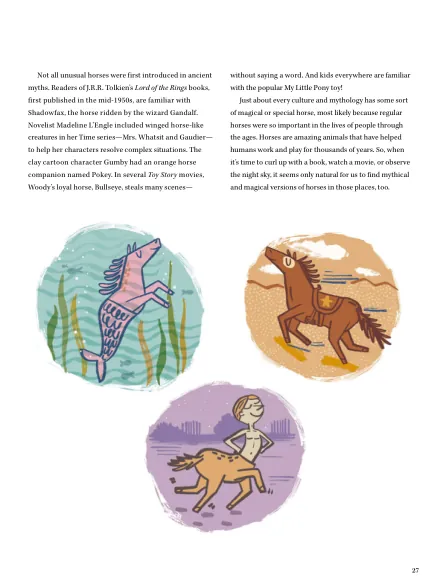 Not all unusual horses were first introduced in ancient
myths. Readers of J.R.R. Tolkien's Lord of the Rings books,
first published in the mid-1950s, are familiar with
Shadowfax, the horse ridden by the wizard Gandalf.
Novelist Madeline L'Engle included winged horse-like
creatures in her Time series—Mrs. Whatsit and Gaudier—
to help her characters resolve complex situations. The
clay cartoon character Gumby had an orange horse
companion named Pokey. In several Toy Story movies,
Woody's loyal horse, Bullseye, steals many scenes—
without saying a word. And kids everywhere are familiar
with the popular My Little Pony toy!
Just about every culture and mythology has some sort
of magical or special horse, most likely because regular
horses were so important in the lives of people through
the ages. Horses are amazing animals that have helped
humans work and play for thousands of years. So, when
it's time to curl up with a book, watch a movie, or observe
the night sky, it seems only natural for us to find mythical
and magical versions of horses in those places, too.
27